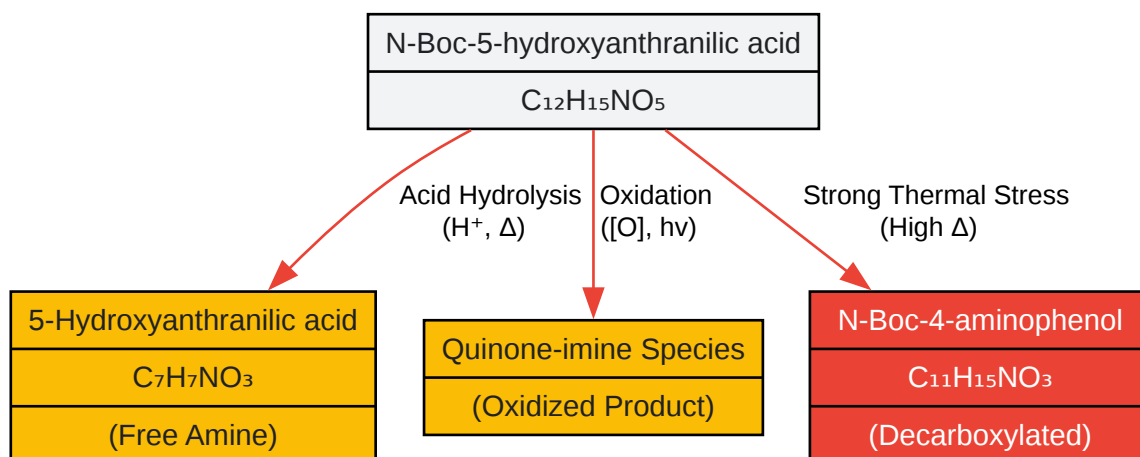 N-Boc-5-hydroxyanthranilic acid
C₁₂H₁₅NO₅
Acid Hydrolysis
(H⁺, Δ)
Oxidation
([O], hv)
Strong Thermal Stress
(High Δ)
5-Hydroxyanthranilic acid
C₇H₇NO₃
(Free Amine)
Quinone-imine Species
(Oxidized Product)
N-Boc-4-aminophenol
C₁₁H₁₅NO₃
(Decarboxylated)